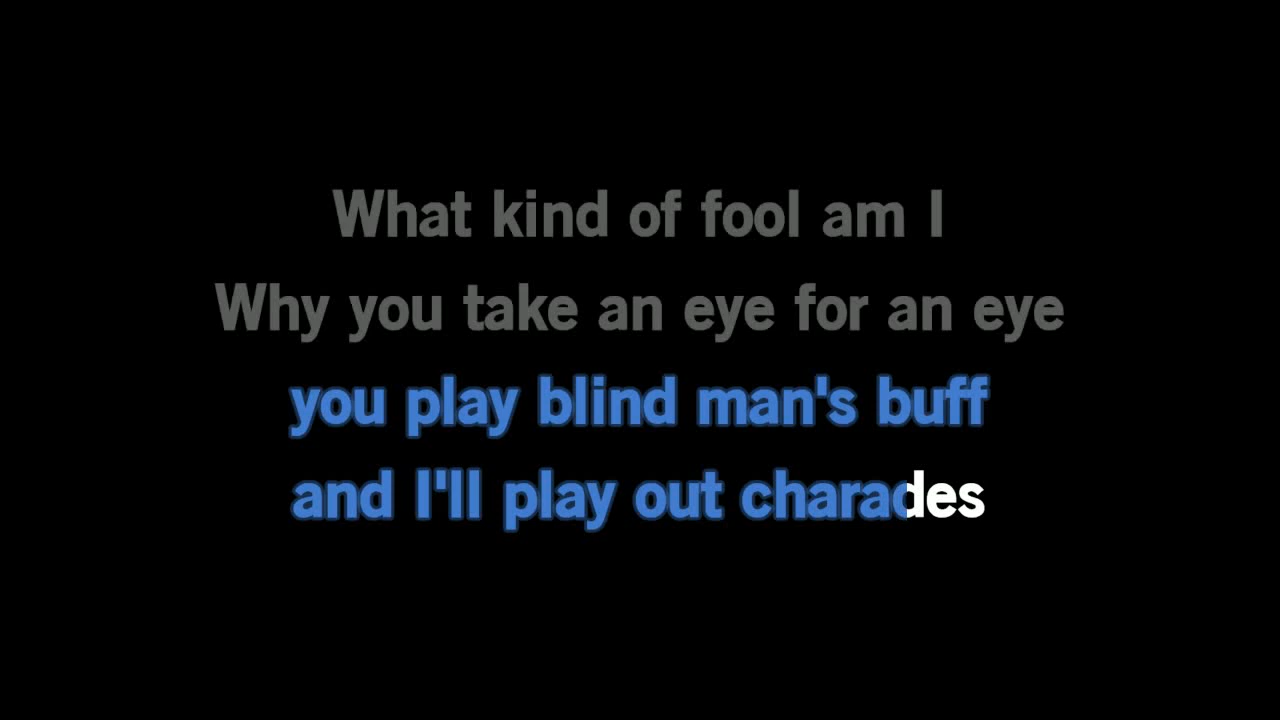 What kind of fool am I
Why you take an eye for an eye
you play blind man's buff
and I'll play out charades